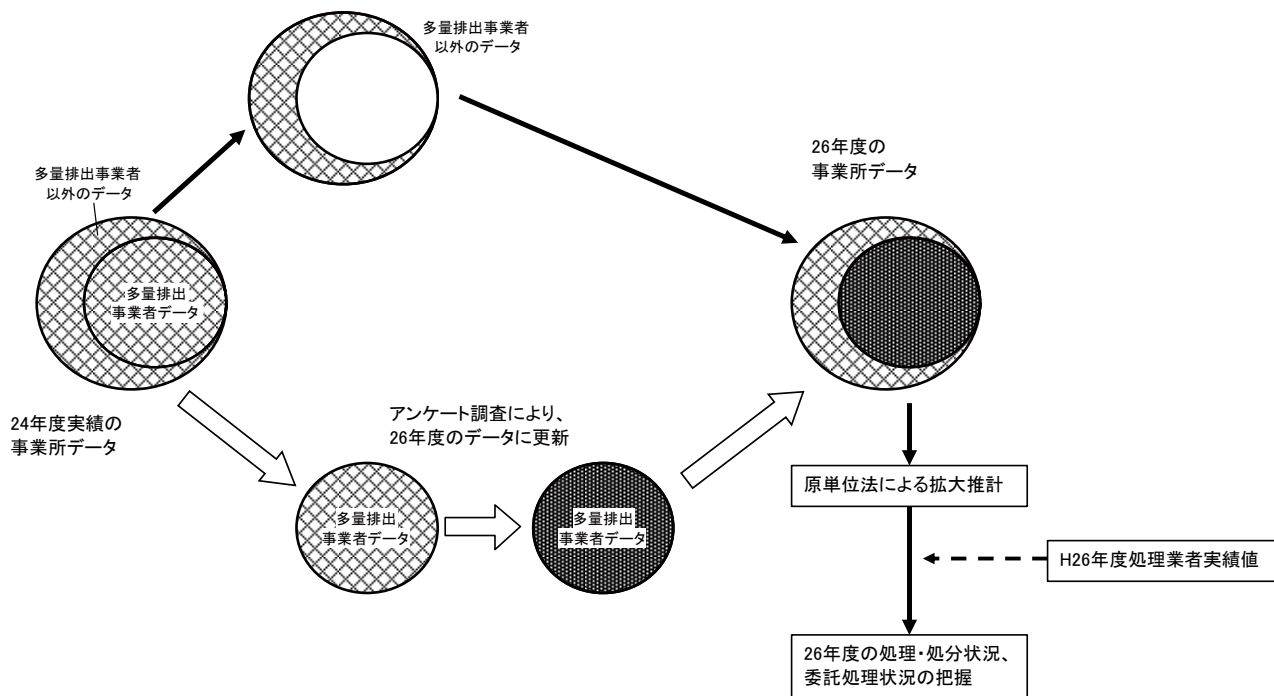 多量排出事業者
以外のデータ
多量排出事業者
以外のデータ
多量排出
事業者データ
24年度実績の
事業所データ
アンケート調査により、
26年度のデータに更新
多量排出
事業者データ
多量排出
事業者データ
26年度の
事業所データ
原単位法による拡大推計
H26年度処理業者実績値
26年度の処理・処分状況、
委託処理状況の把握